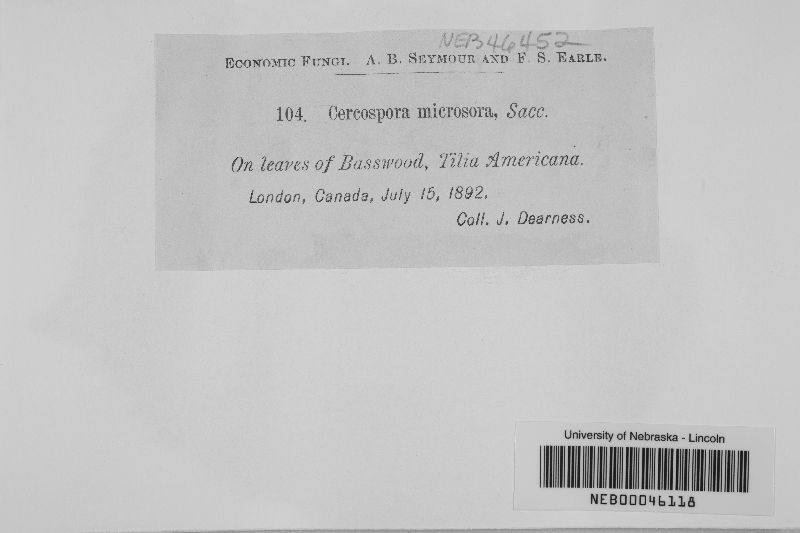 NEB46452
ECONOMIC FUNGI. A. B. SEYMOUR AND F. S. EARLE.
104. Cercospora microsora, Sacc.
On leaves of Basswood, Tilia Americana.
London, Canada, July 15, 1892.
Coll. J. Dearness.
University of Nebraska - Lincoln
NEB00046118